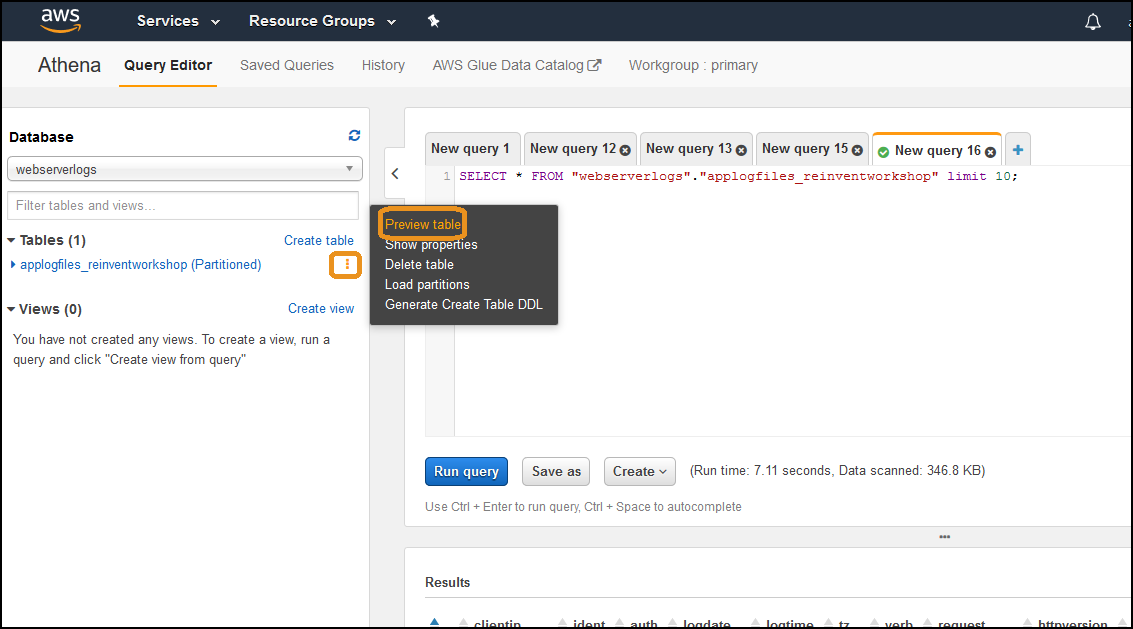 aws Services Resource Groups
Athena Query Editor Saved Queries History AWS Glue Data Catalog Workgroup : primary
Database
webserverlogs
Filter tables and views...
Tables (1) Create table
applogfiles_reinventworkshop (Partitioned)
Views (0) Create view
You have not created any views. To create a view, run a
query and click "Create view from query"
Preview table
Show properties
Delete table
Load partitions
Generate Create Table DDL
New query 1 New query 12 New query 13 New query 15 New query 16
1 SELECT * FROM "webserverlogs"."applogfiles_reinventworkshop" limit 10;
Run query Save as Create (Run time: 7.11 seconds, Data scanned: 346.8 KB)
Use Ctrl + Enter to run query, Ctrl + Space to autocomplete
Results
clientip ident auth logdate logtime tz verb request httpversion